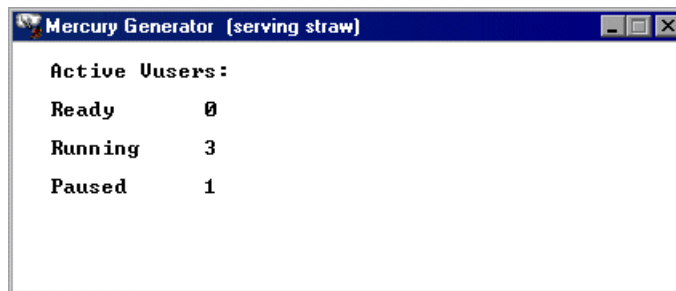 Mercury Generator (serving straw)
Active Vusers:
Ready 0
Running 3
Paused 1